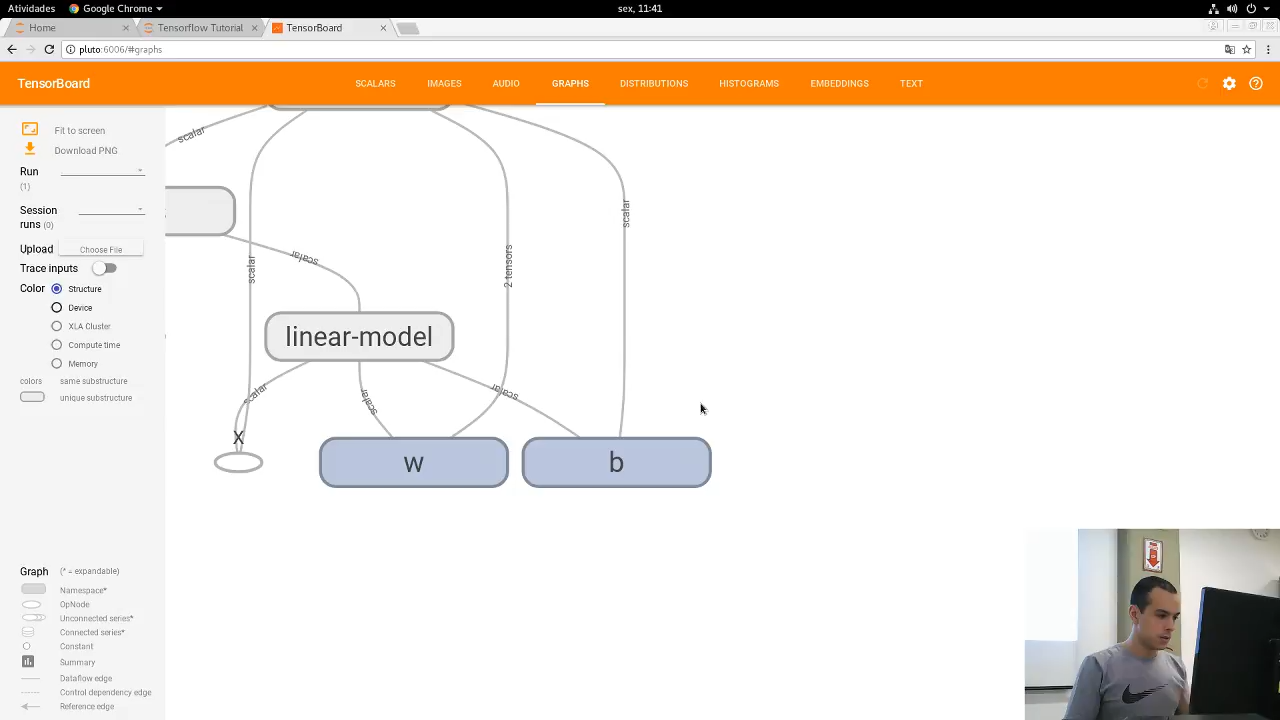 Atividades
Google Chrome
sex, 11:41
Home
Tensorflow Tutorial
TensorBoard
pluto:6006/#graphs
TensorBoard
SCALARS
IMAGES
AUDIO
GRAPHS
DISTRIBUTIONS
HISTOGRAMS
EMBEDDINGS
TEXT
Fit to screen
Download PNG
Run
(1)
Session
runs (0)
Upload
Choose File
Trace inputs
Color
Structure
Device
XLA Cluster
Compute time
Memory
colors
same substructure
unique substructure
Graph
(* = expandable)
Namespace*
OpNode
Unconnected series*
Connected series*
Constant
Summary
Dataflow edge
Control dependency edge
Reference edge
scalar
scalar
scalar
2 tensors
scalar
linear-model
scalar
scalar
scalar
X
w
b